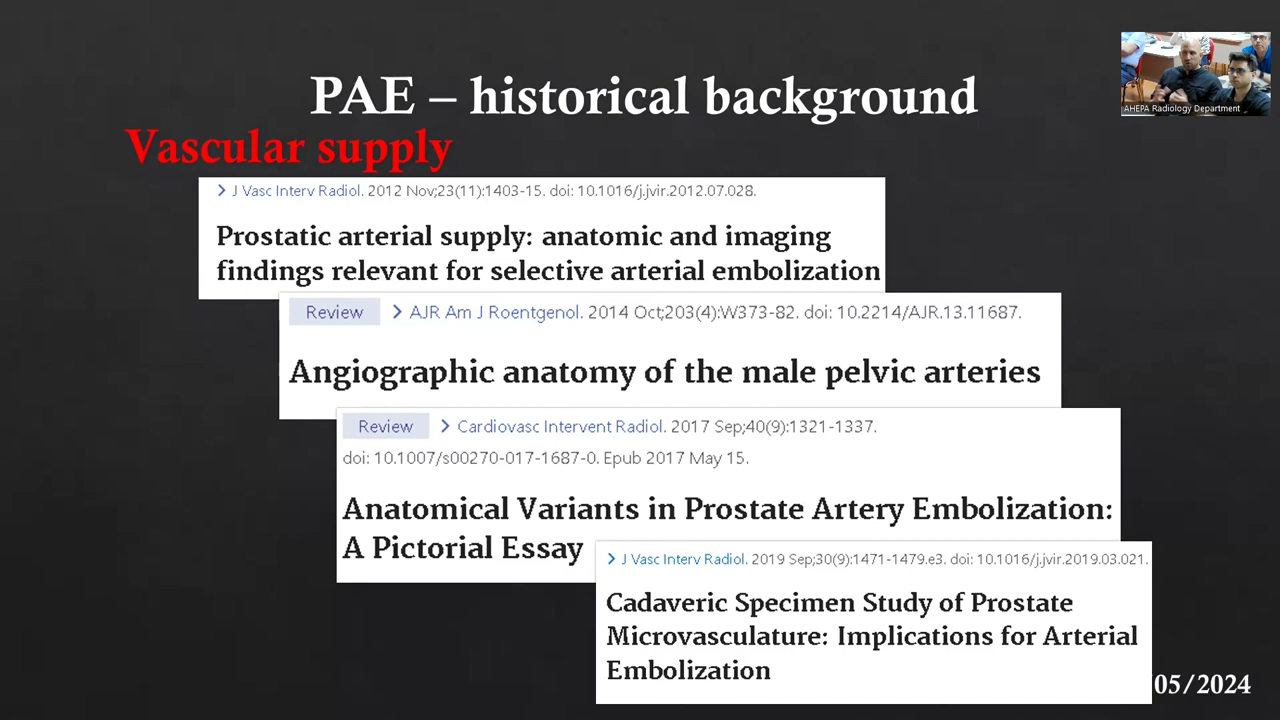 PAE – historical background
AHEPA Radiology Department
Vascular supply
> J Vasc Interv Radiol. 2012 Nov;23(11):1403-15. doi: 10.1016/j.jvir.2012.07.028.
Prostatic arterial supply: anatomic and imaging
findings relevant for selective arterial embolization
Review > AJR Am J Roentgenol. 2014 Oct;203(4):W373-82. doi: 10.2214/AJR.13.11687.
Angiographic anatomy of the male pelvic arteries
Review > Cardiovasc Intervent Radiol. 2017 Sep;40(9):1321-1337.
doi: 10.1007/s00270-017-1687-0. Epub 2017 May 15.
Anatomical Variants in Prostate Artery Embolization:
A Pictorial Essay
> J Vasc Interv Radiol. 2019 Sep;30(9):1471-1479.e3. doi: 10.1016/j.jvir.2019.03.021.
Cadaveric Specimen Study of Prostate
Microvasculature: Implications for Arterial
Embolization
/05/2024